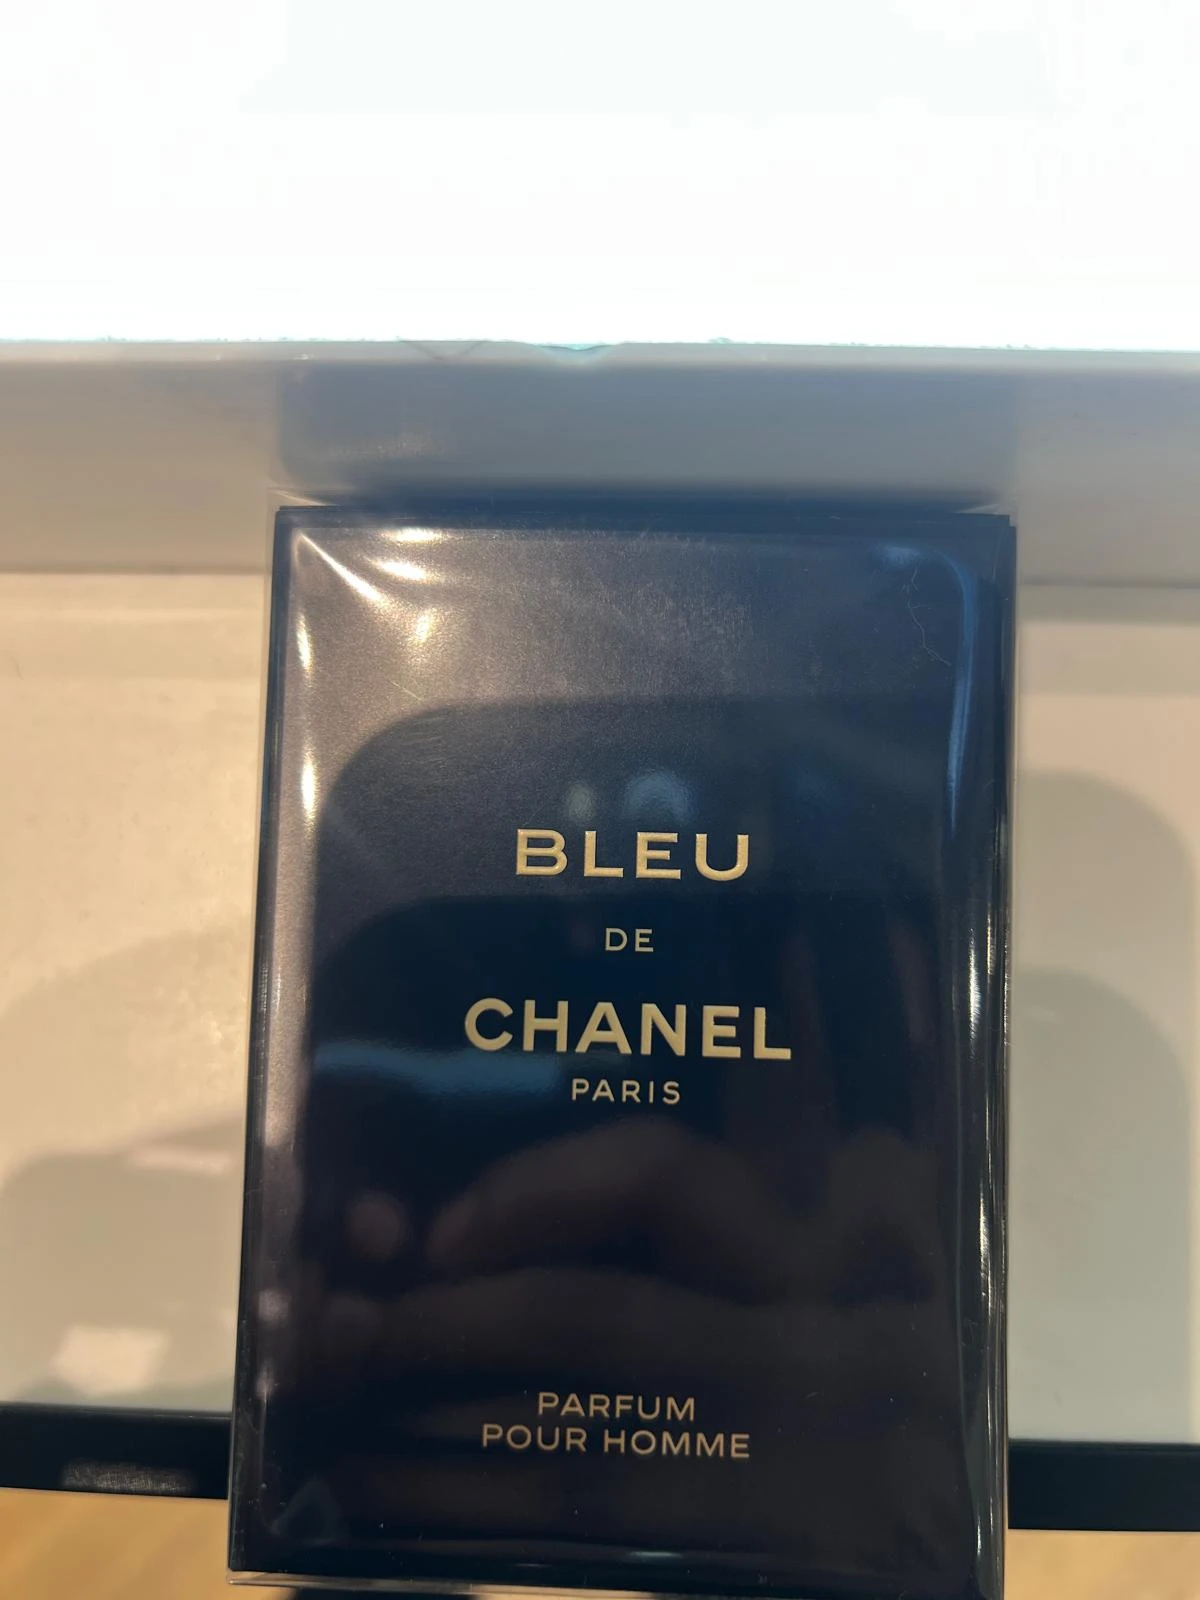 BLEU
DE
CHANEL
PARIS
PARFUM
POUR HOMME